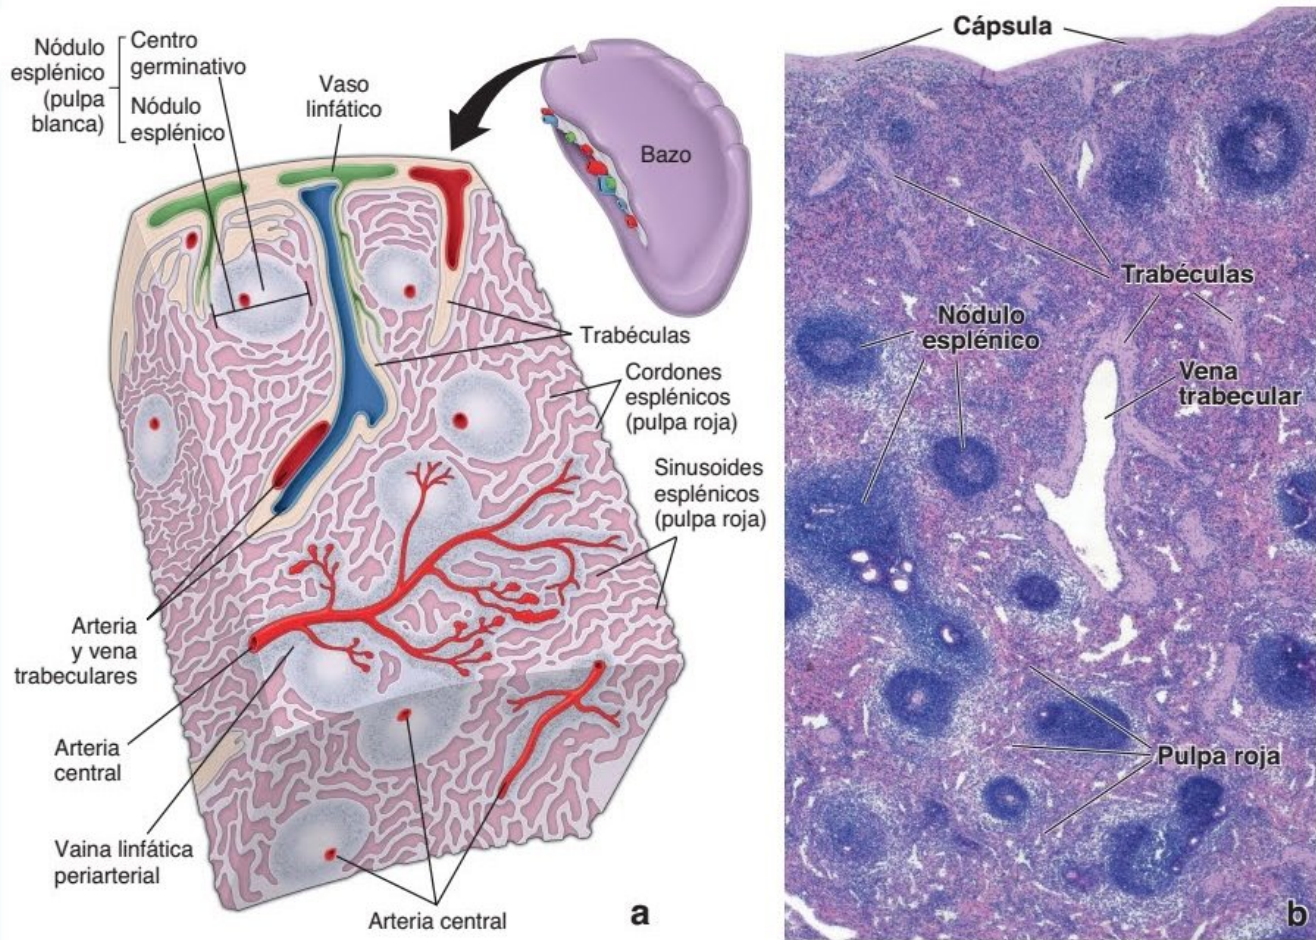 Nódulo
esplénico
(pulpa
blanca)
Centro
germinativo
Nódulo
esplénico
Vaso
linfático
Bazo
Trabéculas
Cordones
esplénicos
(pulpa roja)
Sinusoides
esplénicos
(pulpa roja)
Arteria
y vena
trabeculares
Arteria
central
Vaina linfática
periarterial
Arteria central
a
Cápsula
Trabéculas
Nódulo
esplénico
Vena
trabecular
Pulpa roja
b